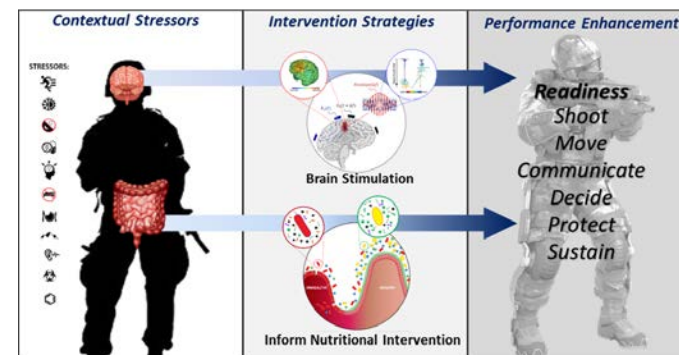 Contextual Stressors
Intervention Strategies
Performance Enhancement
STRESSORS:
Brain Stimulation
Inform Nutritional Intervention
Readiness
Shoot
Move
Communicate
Decide
Protect
Sustain